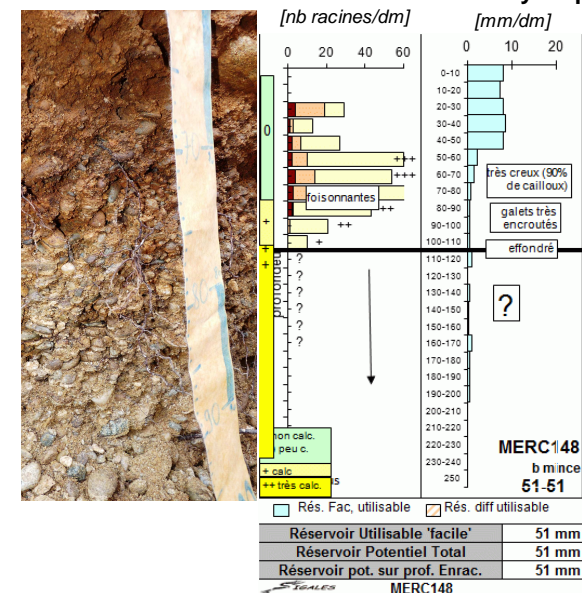 [nb racines/dm]
[mm/dm]
0 20 40 60
0 10 20
0-10
10-20
20-30
30-40
40-50
50-60
60-70
70-80
80-90
90-100
100-110
110-120
120-130
130-140
140-150
150-160
160-170
170-180
180-190
190-200
200-210
210-220
220-230
230-240
250
0
+
+
+
+++
+++
foisonnantes
++
++
+
?
?
?
?
?
?
très creux (90%
de cailloux)
galets très
encroutés
effondré
?
non calc.
peu c.
+ calc
++ très calc.
MERC148
b mince
51-51
Rés. Fac, utilisable
Rés. diff utilisable
Réservoir Utilisable 'facile' 51 mm
Réservoir Potentiel Total 51 mm
Réservoir pot. sur prof. Enrac. 51 mm
SIGALES
MERC148